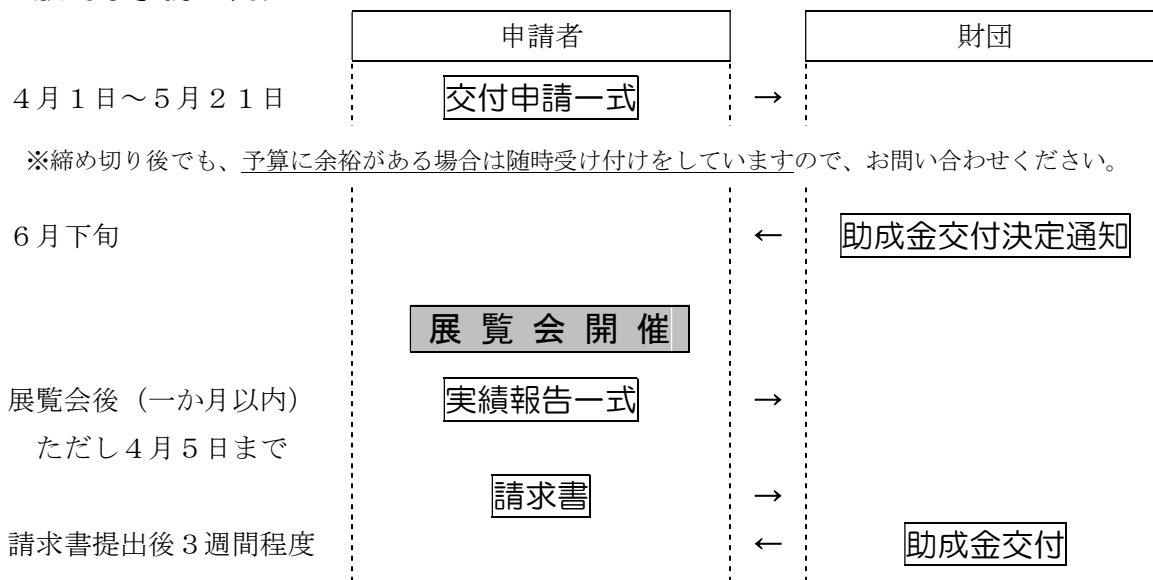 申請者 財団
４月１日～５月２１日 交付申請一式 →
※締め切り後でも、予算に余裕がある場合は随時受け付けをしていますので、お問い合わせください。
６月下旬 ← 助成金交付決定通知
展覧会開催
展覧会後（一か月以内） 実績報告一式 →
ただし４月５日まで
請求書 →
請求書提出後３週間程度 ← 助成金交付